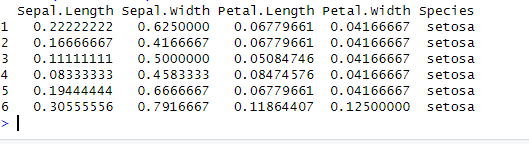 Sepal.Length Sepal.Width Petal.Length Petal.Width Species
1 0.22222222 0.6250000 0.06779661 0.04166667 setosa
2 0.16666667 0.4166667 0.06779661 0.04166667 setosa
3 0.11111111 0.5000000 0.05084746 0.04166667 setosa
4 0.08333333 0.4583333 0.08474576 0.04166667 setosa
5 0.19444444 0.6666667 0.06779661 0.04166667 setosa
6 0.30555556 0.7916667 0.11864407 0.12500000 setosa
>